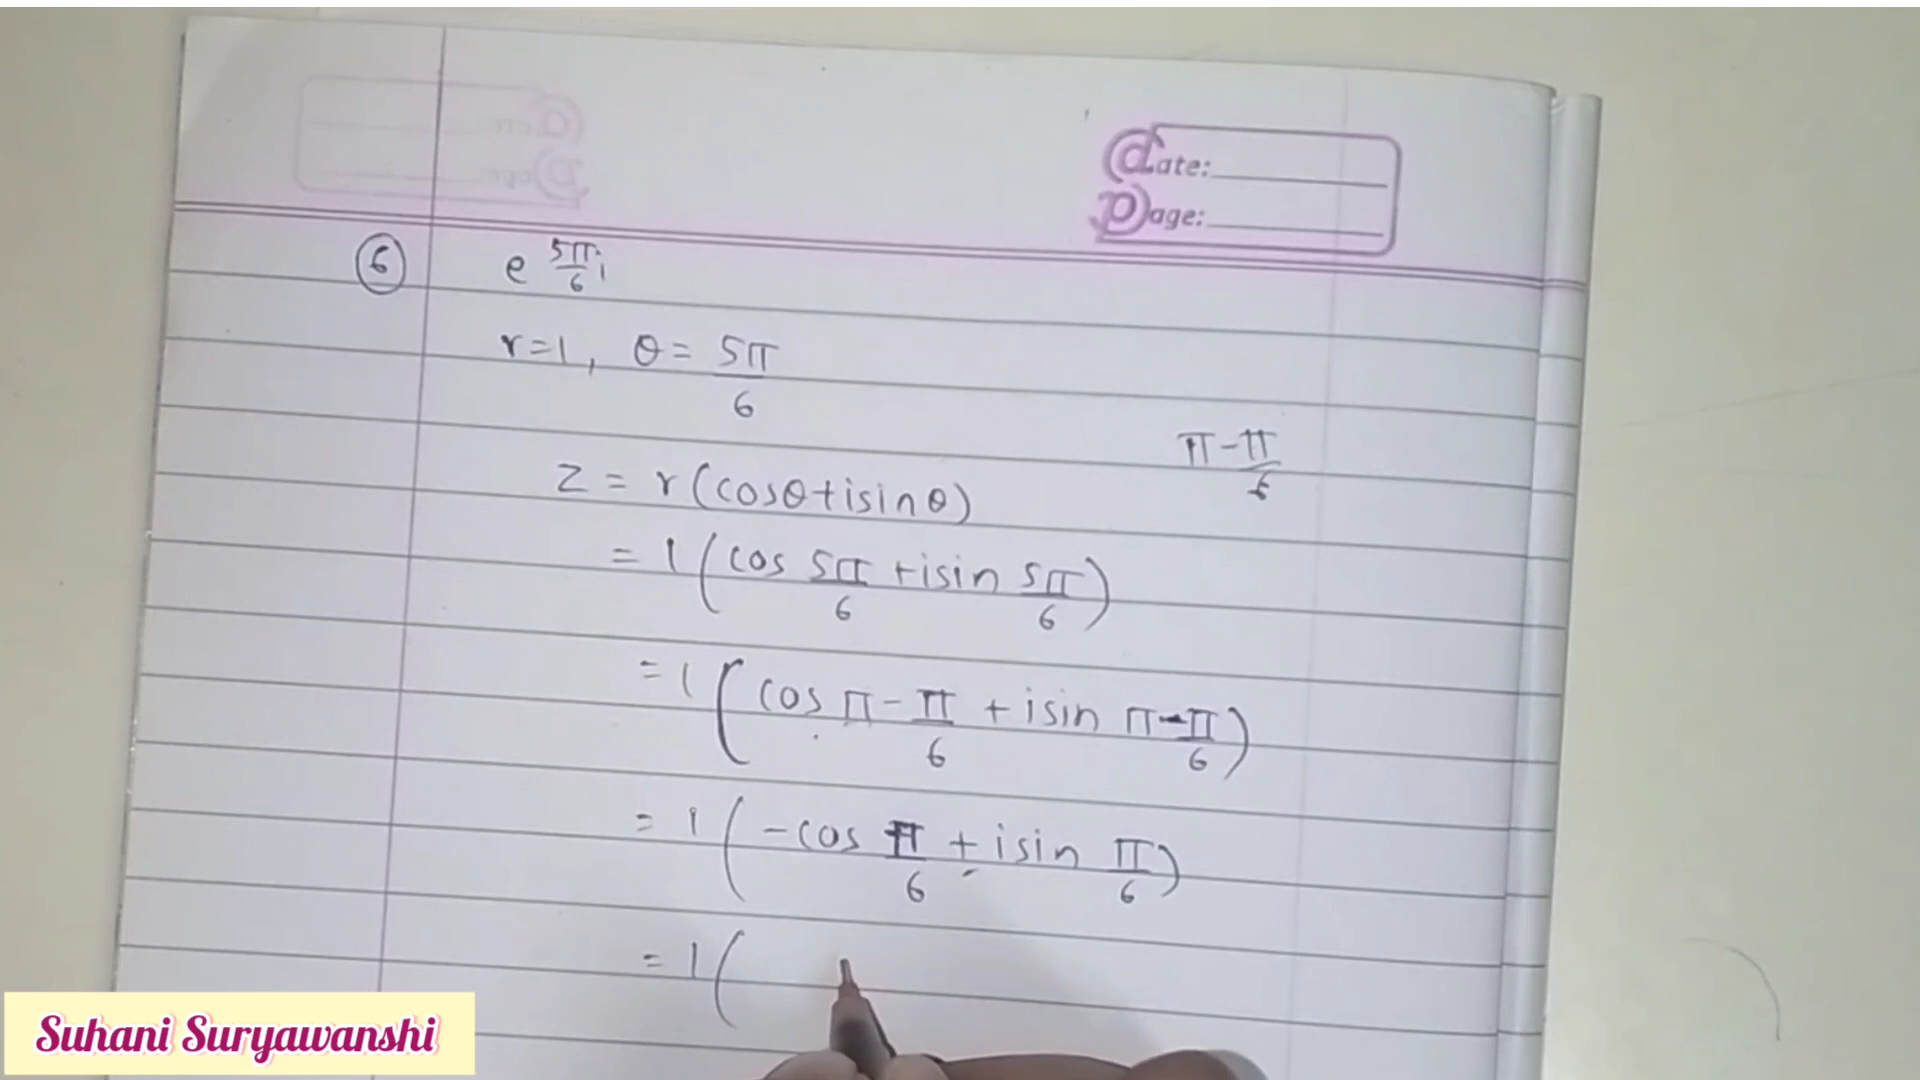 Date:
Page:
⑥ e^(5π/6 i)
r=1, θ = 5π/6
π-π/6
z = r(cosθ+isinθ)
= 1(cos 5π/6 +isin 5π/6)
=1(cos π-π/6 + isin π-π/6)
= 1(-cos π/6 + isin π/6)
= 1(
Suhani Suryawanshi